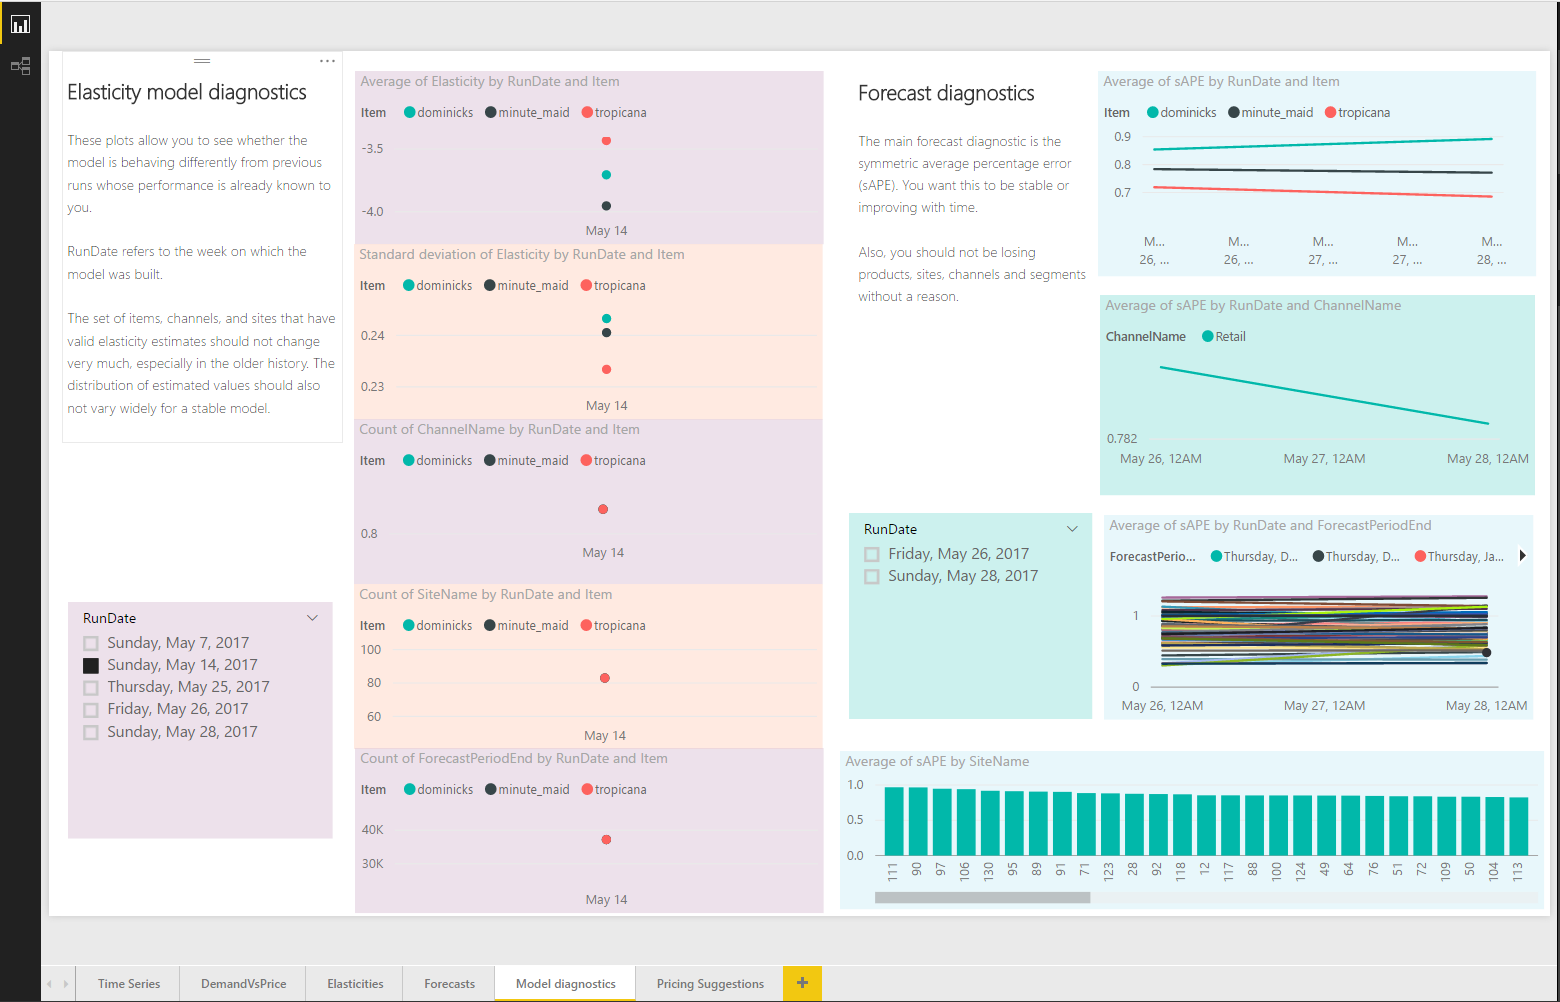 Elasticity model diagnostics
These plots allow you to see whether the
model is behaving differently from previous
runs whose performance is already known to
you.
RunDate refers to the week on which the
model was built.
The set of items, channels, and sites that have
valid elasticity estimates should not change
very much, especially in the older history. The
distribution of estimated values should also
not vary widely for a stable model.
RunDate
Sunday, May 7, 2017
Sunday, May 14, 2017
Thursday, May 25, 2017
Friday, May 26, 2017
Sunday, May 28, 2017
Average of Elasticity by RunDate and Item
Item dominicks minute_maid tropicana
-3.5
-4.0
May 14
Standard deviation of Elasticity by RunDate and Item
Item dominicks minute_maid tropicana
0.24
0.23
May 14
Count of ChannelName by RunDate and Item
Item dominicks minute_maid tropicana
0.8
May 14
Count of SiteName by RunDate and Item
Item dominicks minute_maid tropicana
100
80
60
May 14
Count of ForecastPeriodEnd by RunDate and Item
Item dominicks minute_maid tropicana
40K
30K
May 14
Forecast diagnostics
The main forecast diagnostic is the
symmetric average percentage error
(sAPE). You want this to be stable or
improving with time.
Also, you should not be losing
products, sites, channels and segments
without a reason.
RunDate
Friday, May 26, 2017
Sunday, May 28, 2017
Average of sAPE by RunDate and Item
Item dominicks minute_maid tropicana
0.9
0.8
0.7
M... M... M... M... M...
26, ... 26, ... 27, ... 27, ... 28, ...
Average of sAPE by RunDate and ChannelName
ChannelName Retail
0.782
May 26, 12AM May 27, 12AM May 28, 12AM
Average of sAPE by RunDate and ForecastPeriodEnd
ForecastPerio... Thursday, D... Thursday, D... Thursday, Ja...
1
0
May 26, 12AM May 27, 12AM May 28, 12AM
Average of sAPE by SiteName
1.0
0.5
0.0
111 90 97 106 130 95 89 91 71 123 28 92 118 12 117 88 100 124 49 64 76 51 72 109 50 104 113
Time Series DemandVsPrice Elasticities Forecasts Model diagnostics Pricing Suggestions +